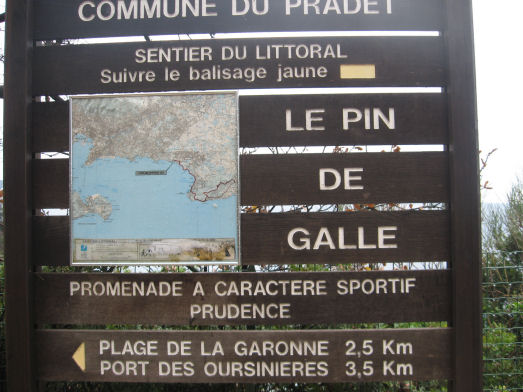 COMMUNE DU PRADET
SENTIER DU LITTORAL
Suivre le balisage jaune
LE PIN
DE
GALLE
PROMENADE A CARACTERE SPORTIF
PRUDENCE
PLAGE DE LA GARONNE 2,5 Km
PORT DES OURSINIERES 3,5 Km